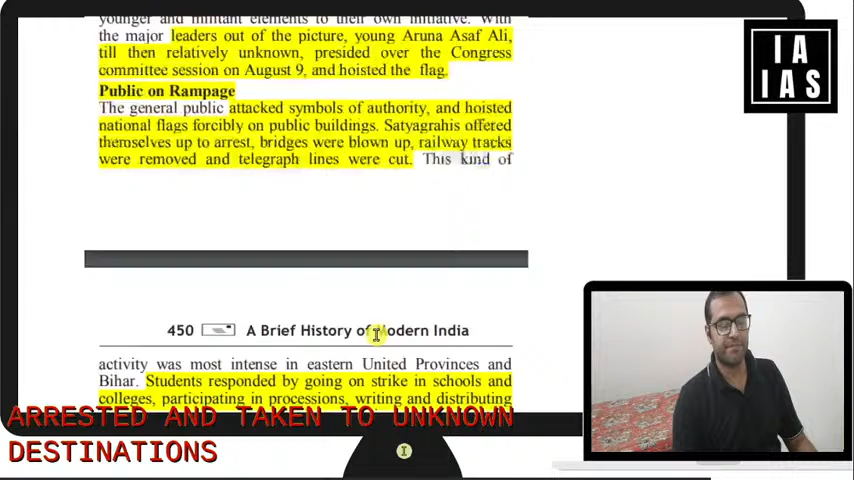 younger and militant elements to their own initiative. With
the major leaders out of the picture, young Aruna Asaf Ali,
till then relatively unknown, presided over the Congress
committee session on August 9, and hoisted the flag.
Public on Rampage
The general public attacked symbols of authority, and hoisted
national flags forcibly on public buildings. Satyagrahis offered
themselves up to arrest, bridges were blown up, railway tracks
were removed and telegraph lines were cut. This kind of
450 A Brief History of Modern India
activity was most intense in eastern United Provinces and
Bihar. Students responded by going on strike in schools and
colleges, participating in processions, writing and distributing
ARRESTED AND TAKEN TO UNKNOWN
DESTINATIONS
IA
IAS